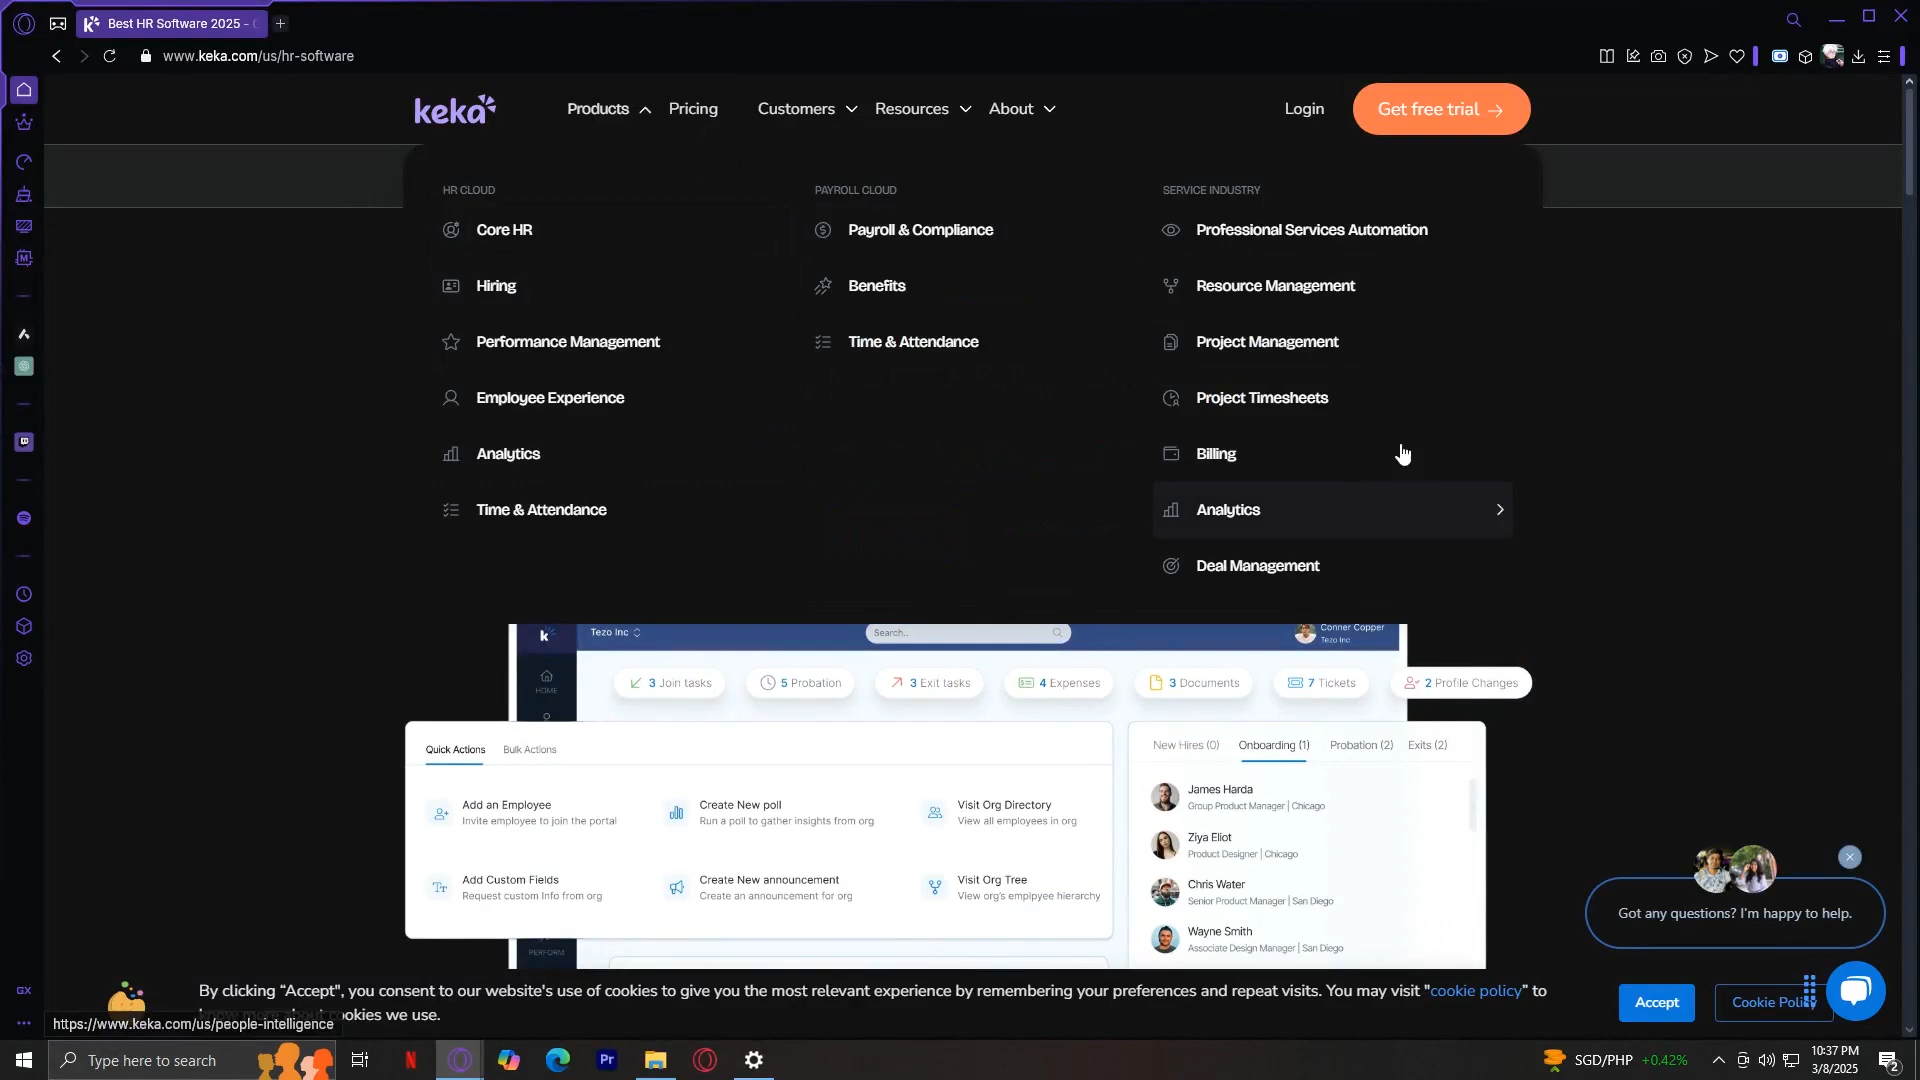 Best HR Software 2025 -
www.keka.com/us/hr-software
keka
Products
Pricing
Customers
Resources
About
Login
Get free trial
HR CLOUD
PAYROLL CLOUD
SERVICE INDUSTRY
Core HR
Payroll & Compliance
Professional Services Automation
Hiring
Benefits
Resource Management
Performance Management
Time & Attendance
Project Management
Employee Experience
Project Timesheets
Analytics
Billing
Time & Attendance
Analytics
Deal Management
Tezo Inc
Search..
Conner Copper
Tezo Inc
HOME
3 Join tasks
5 Probation
3 Exit tasks
4 Expenses
3 Documents
7 Tickets
2 Profile Changes
Quick Actions
Bulk Actions
New Hires (0)
Onboarding (1)
Probation (2)
Exits (2)
Add an Employee
Invite employee to join the portal
Create New poll
Run a poll to gather insights from org
Visit Org Directory
View all employees in org
Add Custom Fields
Request custom Info from org
Create New announcement
Create an announcement for org
Visit Org Tree
View org's empipyee hierarchy
James Harda
Group Product Manager | Chicago
Ziya Eliot
Product Designer | Chicago
Chris Water
Senior Product Manager | San Diego
Wayne Smith
Associate Design Manager | San Diego
PERFORM
Got any questions? I'm happy to help.
By clicking “Accept", you consent to our website's use of cookies to give you the most relevant experience by remembering your preferences and repeat visits. You may visit "cookie policy” to
cookies we use.
Accept
Cookie Policy
https://www.keka.com/us/people-intelligence
GX
Type here to search
Pr
SGD/PHP +0.42%
10:37 PM
3/8/2025
2